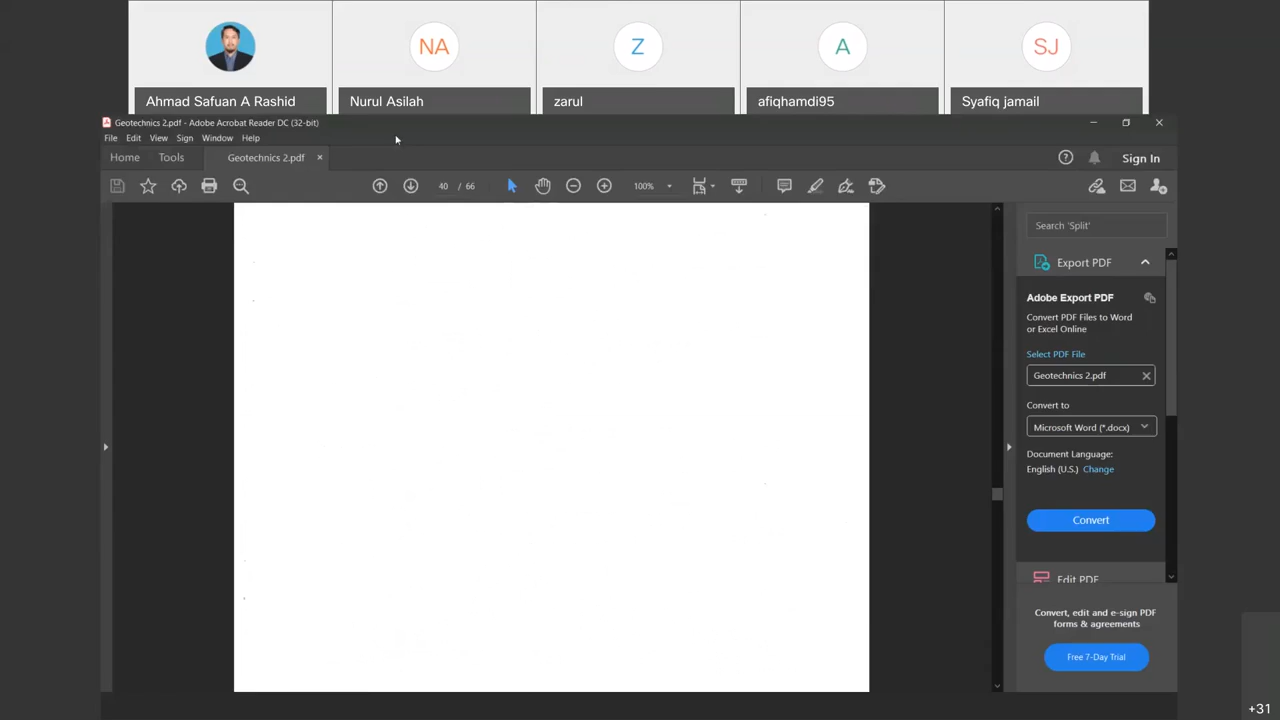 NA
Z
A
SJ
Ahmad Safuan A Rashid
Nurul Asilah
zarul
afiqhamdi95
Syafiq jamail
Geotechnics 2.pdf - Adobe Acrobat Reader DC (32-bit)
File Edit View Sign Window Help
Home Tools Geotechnics 2.pdf × Sign In
40 / 66 100%
Search 'Split'
Export PDF
Adobe Export PDF
Convert PDF Files to Word
or Excel Online
Select PDF File
Geotechnics 2.pdf
Convert to
Microsoft Word (*.docx)
Document Language:
English (U.S.) Change
Convert
Edit PDF
Convert, edit and e-sign PDF
forms & agreements
Free 7-Day Trial
+31